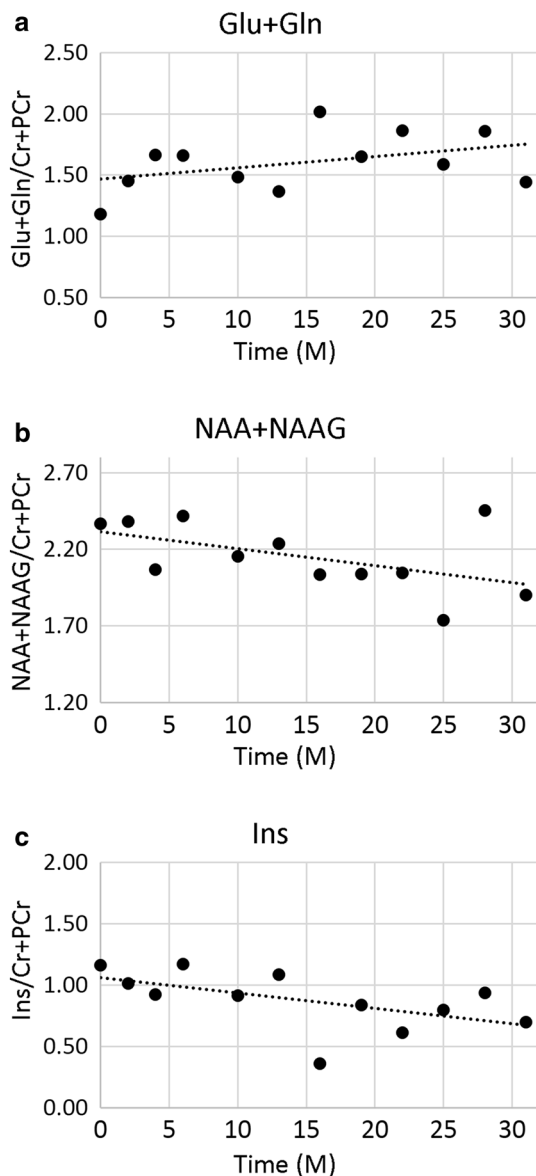 a
Glu+Gln
Glu+Gln/Cr+PCr
2.50
2.00
1.50
1.00
0.50
0 5 10 15 20 25 30
Time (M)
b
NAA+NAAG
NAA+NAAG/Cr+PCr
2.70
2.20
1.70
1.20
0 5 10 15 20 25 30
Time (M)
c
Ins
Ins/Cr+PCr
2.00
1.50
1.00
0.50
0.00
0 5 10 15 20 25 30
Time (M)